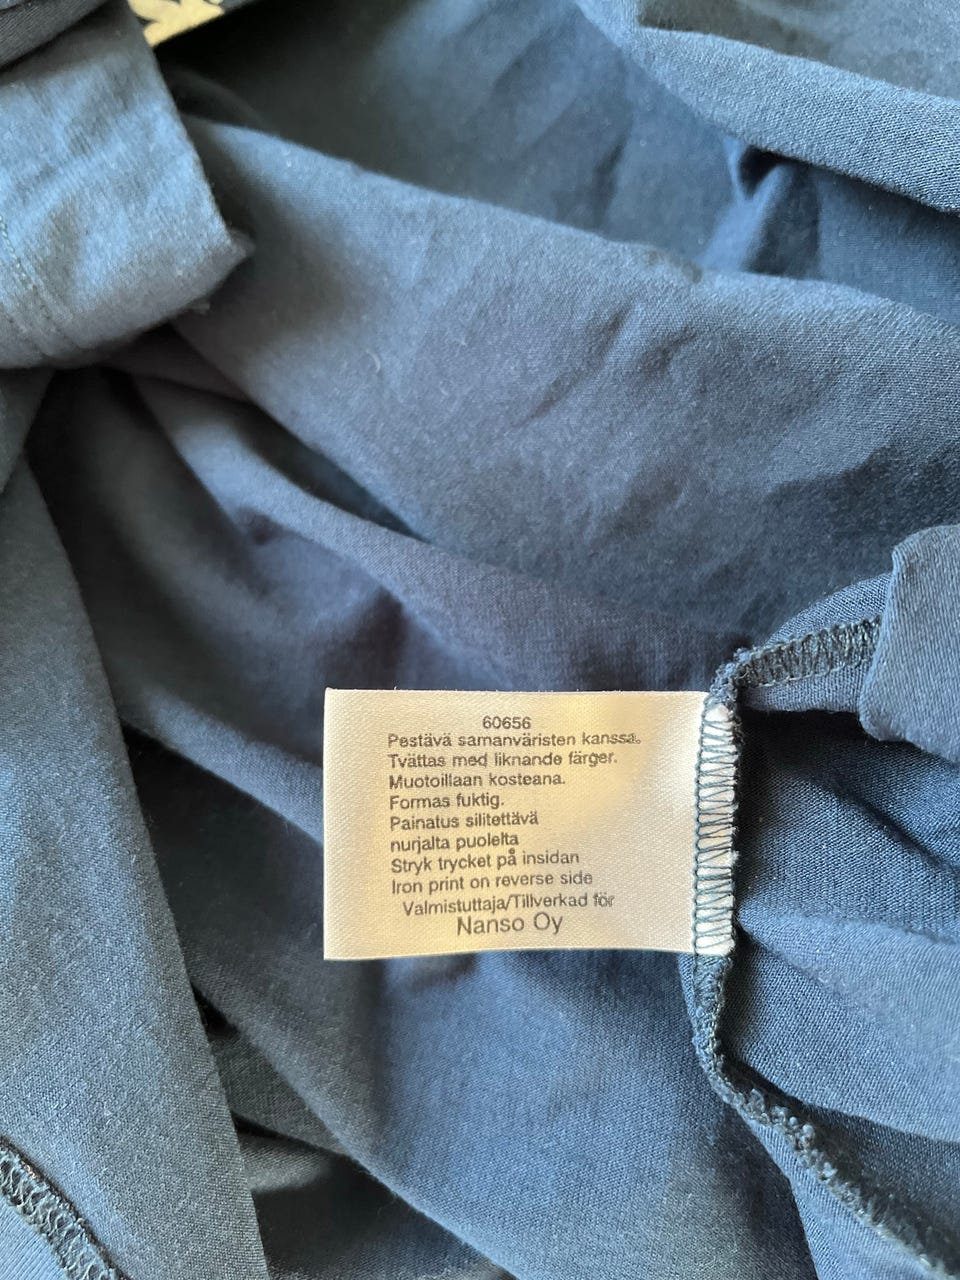 60656
Pestävä samanväristen kanssa.
Tvättas med liknande färger.
Muotoillaan kosteana.
Formas fuktig.
Painatus silitettävä
nurjalta puolelta
Stryk trycket på insidan
Iron print on reverse side
Valmistuttaja/Tillverkad för
Nanso Oy